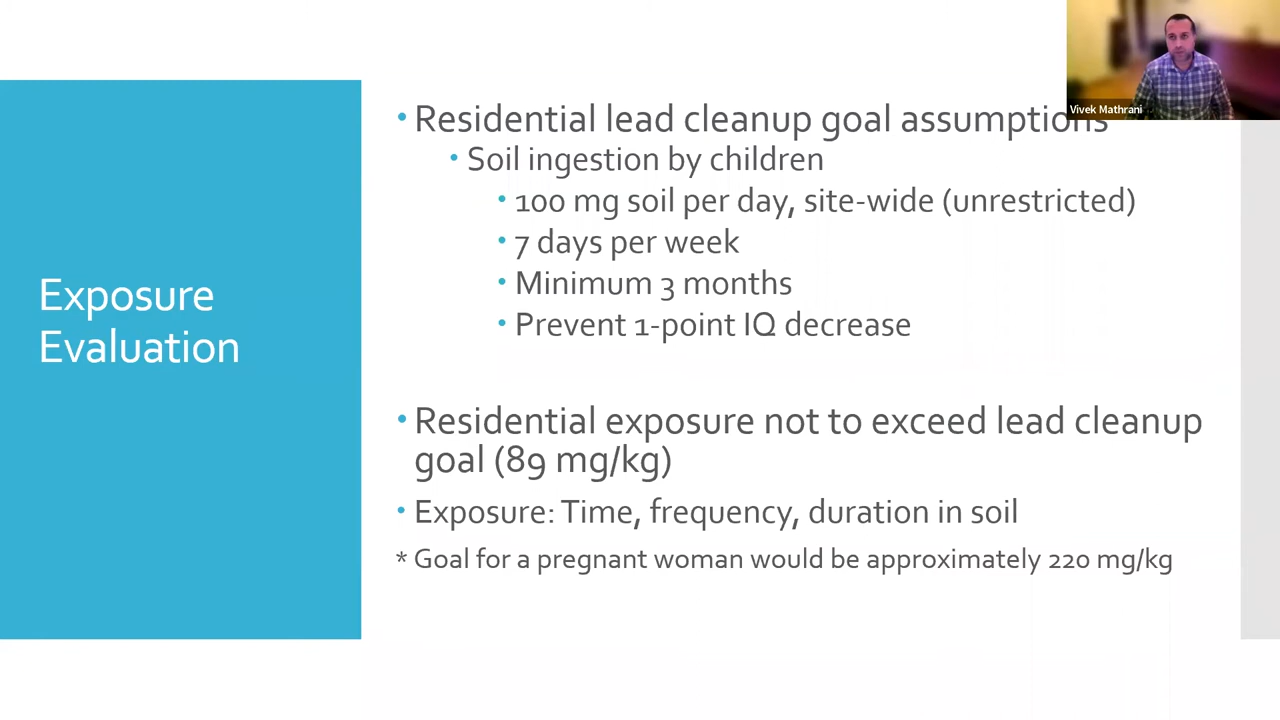 Exposure
Evaluation
• Residential lead cleanup goal assumptions
• Soil ingestion by children
• 100 mg soil per day, site-wide (unrestricted)
• 7 days per week
• Minimum 3 months
• Prevent 1-point IQ decrease
• Residential exposure not to exceed lead cleanup
goal (89 mg/kg)
• Exposure: Time, frequency, duration in soil
* Goal for a pregnant woman would be approximately 220 mg/kg
Vivek Mathrani